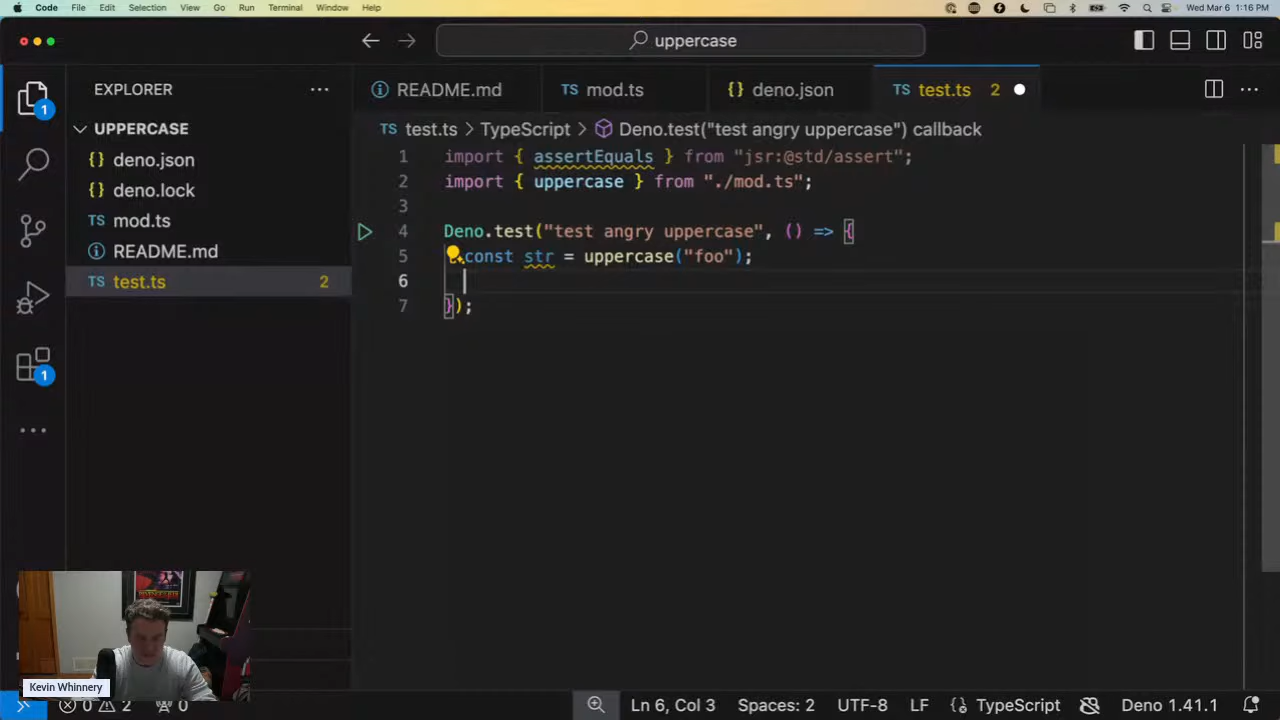 Code File Edit Selection View Go Run Terminal Window Help Wed Mar 6 1:16 PM
uppercase
EXPLORER
README.md mod.ts deno.json test.ts 2
UPPERCASE
test.ts > TypeScript > Deno.test("test angry uppercase") callback
deno.json
deno.lock
mod.ts
README.md
test.ts 2
1 import { assertEquals } from "jsr:@std/assert";
2 import { uppercase } from "./mod.ts";
3
4 Deno.test("test angry uppercase", () => {
5 const str = uppercase("foo");
6
7 });
1
1
Kevin Whinnery
0 2 0 Ln 6, Col 3 Spaces: 2 UTF-8 LF {} TypeScript Deno 1.41.1